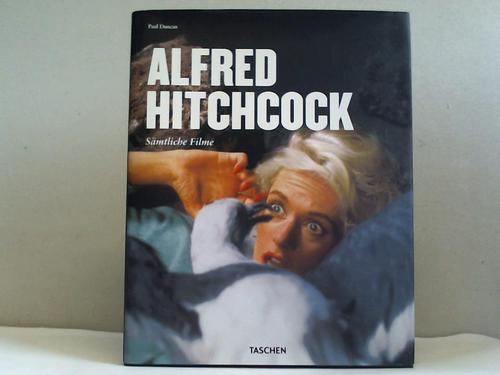 Paul Duncan
ALFRED
HITCHCOCK
Sämtliche Filme
TASCHEN